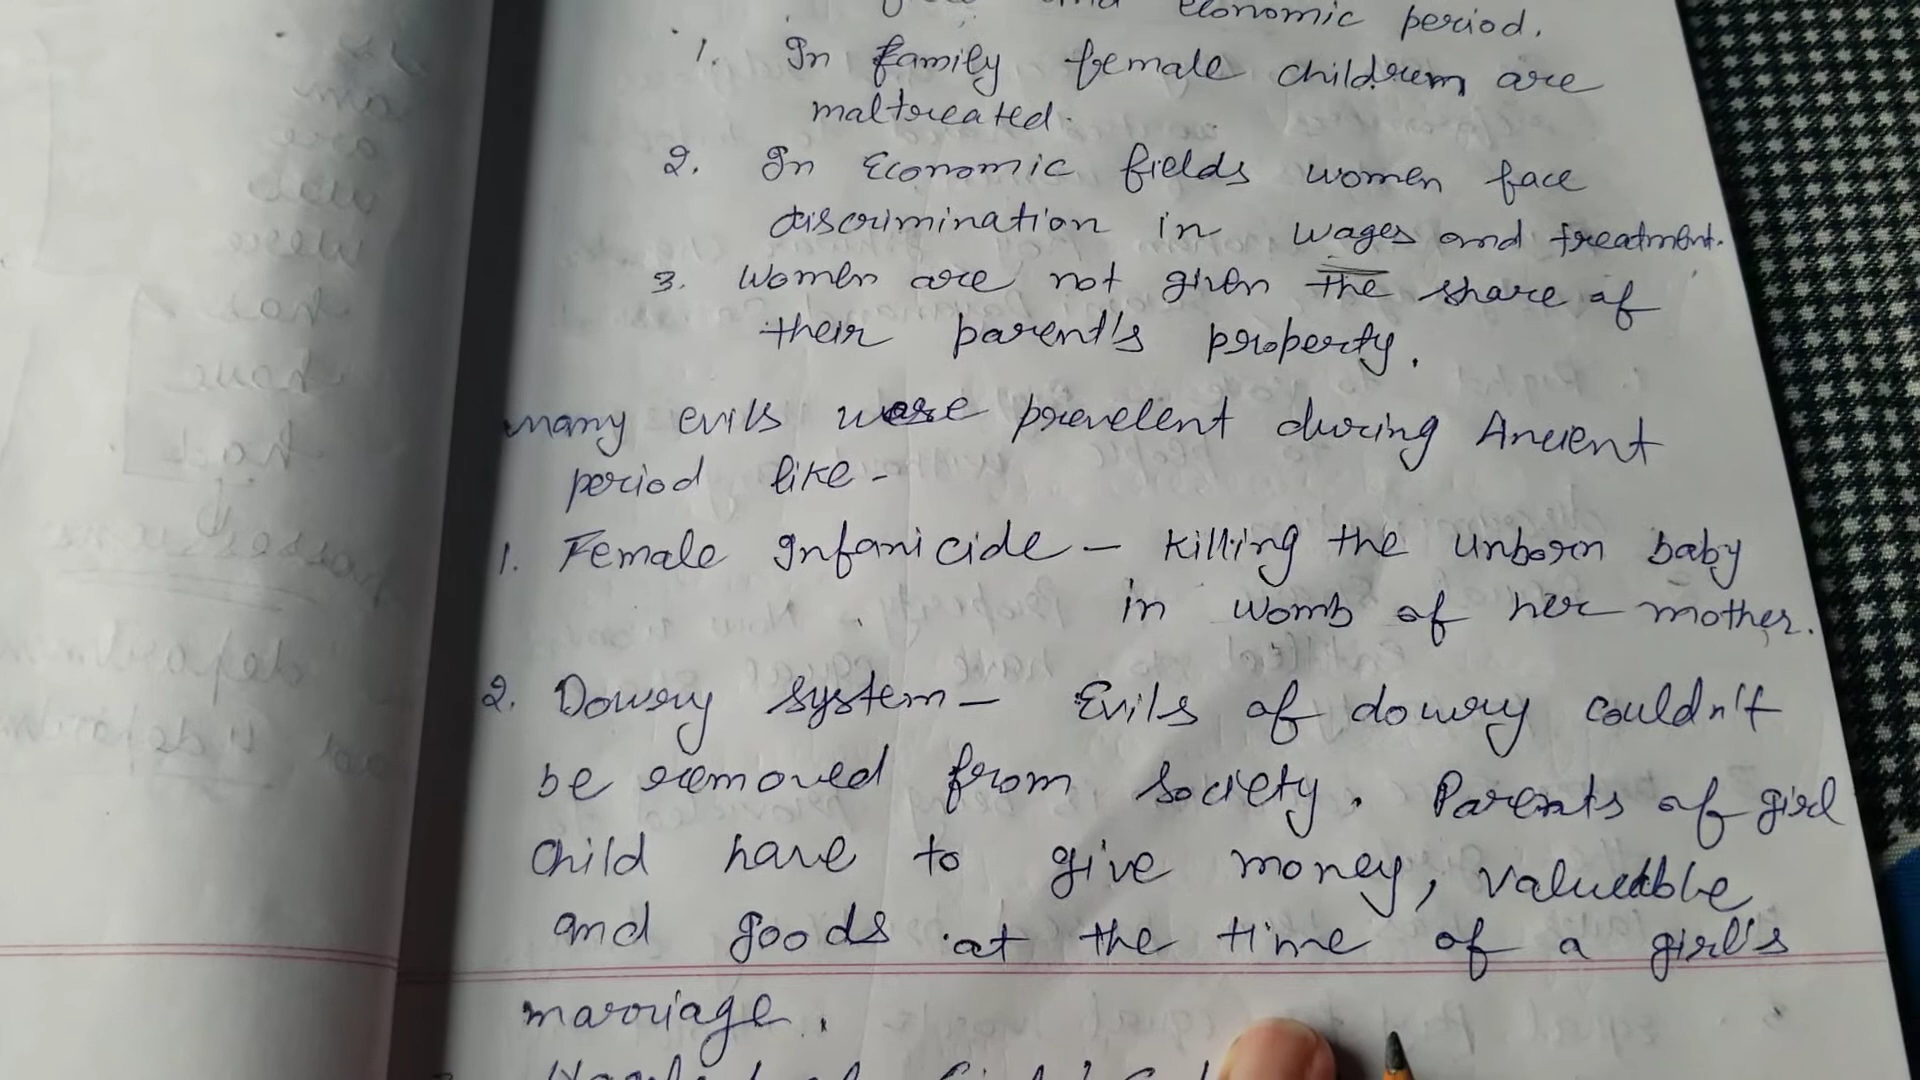 economic period.
1. In family female children are
maltreated.
2. In Economic fields women face
discrimination in wages and treatment.
3. Women are not given the share of
their parent's property.
many evils were prevelent during Ancient
period like-
1. Female Infanicide - Killing the unborn baby
in womb of her mother.
2. Dowry system - Evils of dowry couldn't
be removed from society. Parents of girl
child have to give money, valueable
and goods at the time of a girl's
marriage.